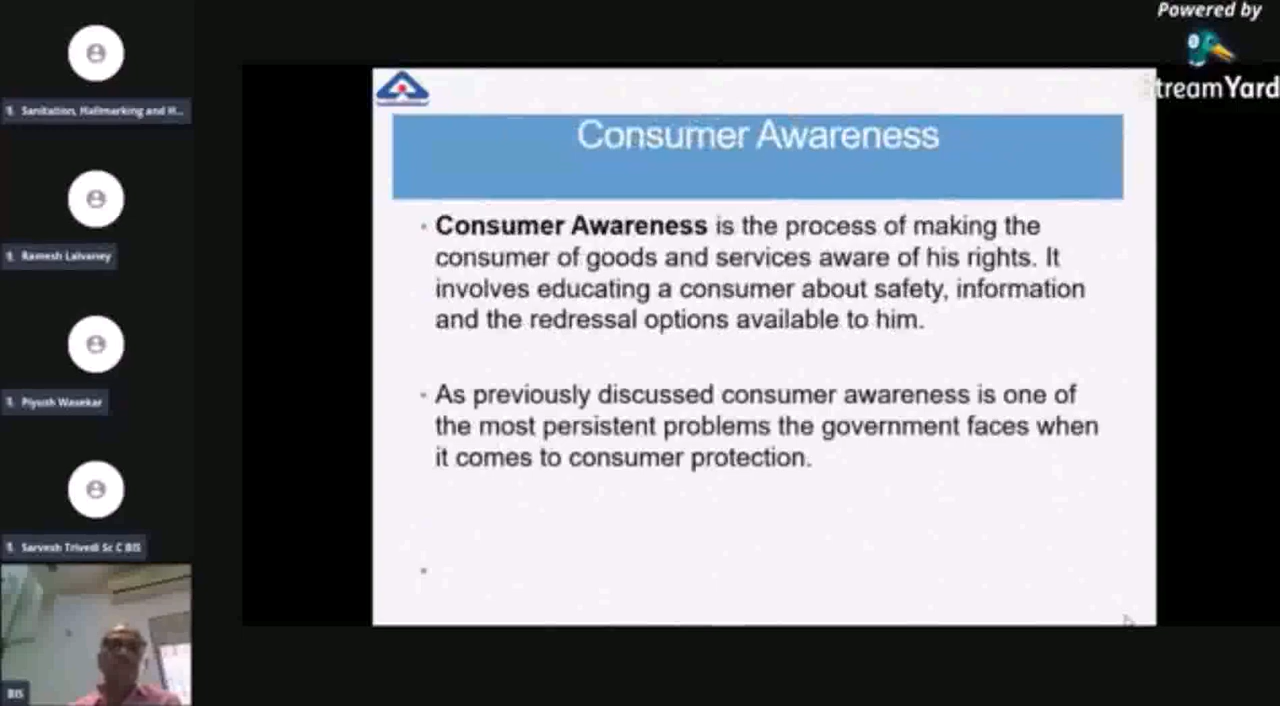 Powered by
StreamYard
Sanitation, Hallmarking and H...
Ramesh Lalvaney
Piyush Wasekar
Sarvesh Trivedi Sc C BIS
BIS
Consumer Awareness
Consumer Awareness is the process of making the
consumer of goods and services aware of his rights. It
involves educating a consumer about safety, information
and the redressal options available to him.
As previously discussed consumer awareness is one of
the most persistent problems the government faces when
it comes to consumer protection.